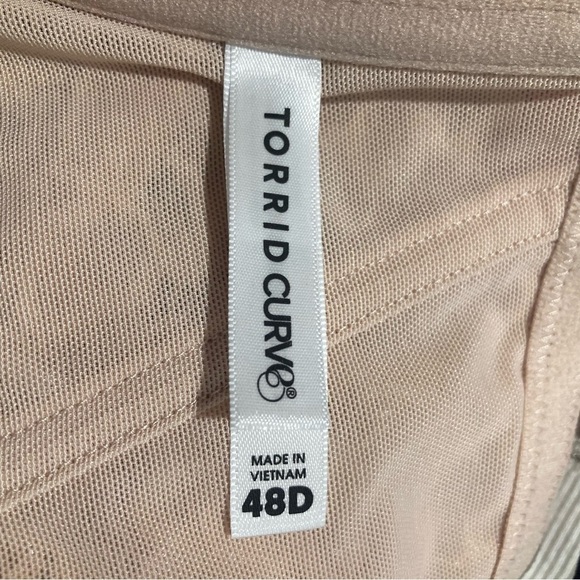 TORRID CURVE®
MADE IN
VIETNAM
48D